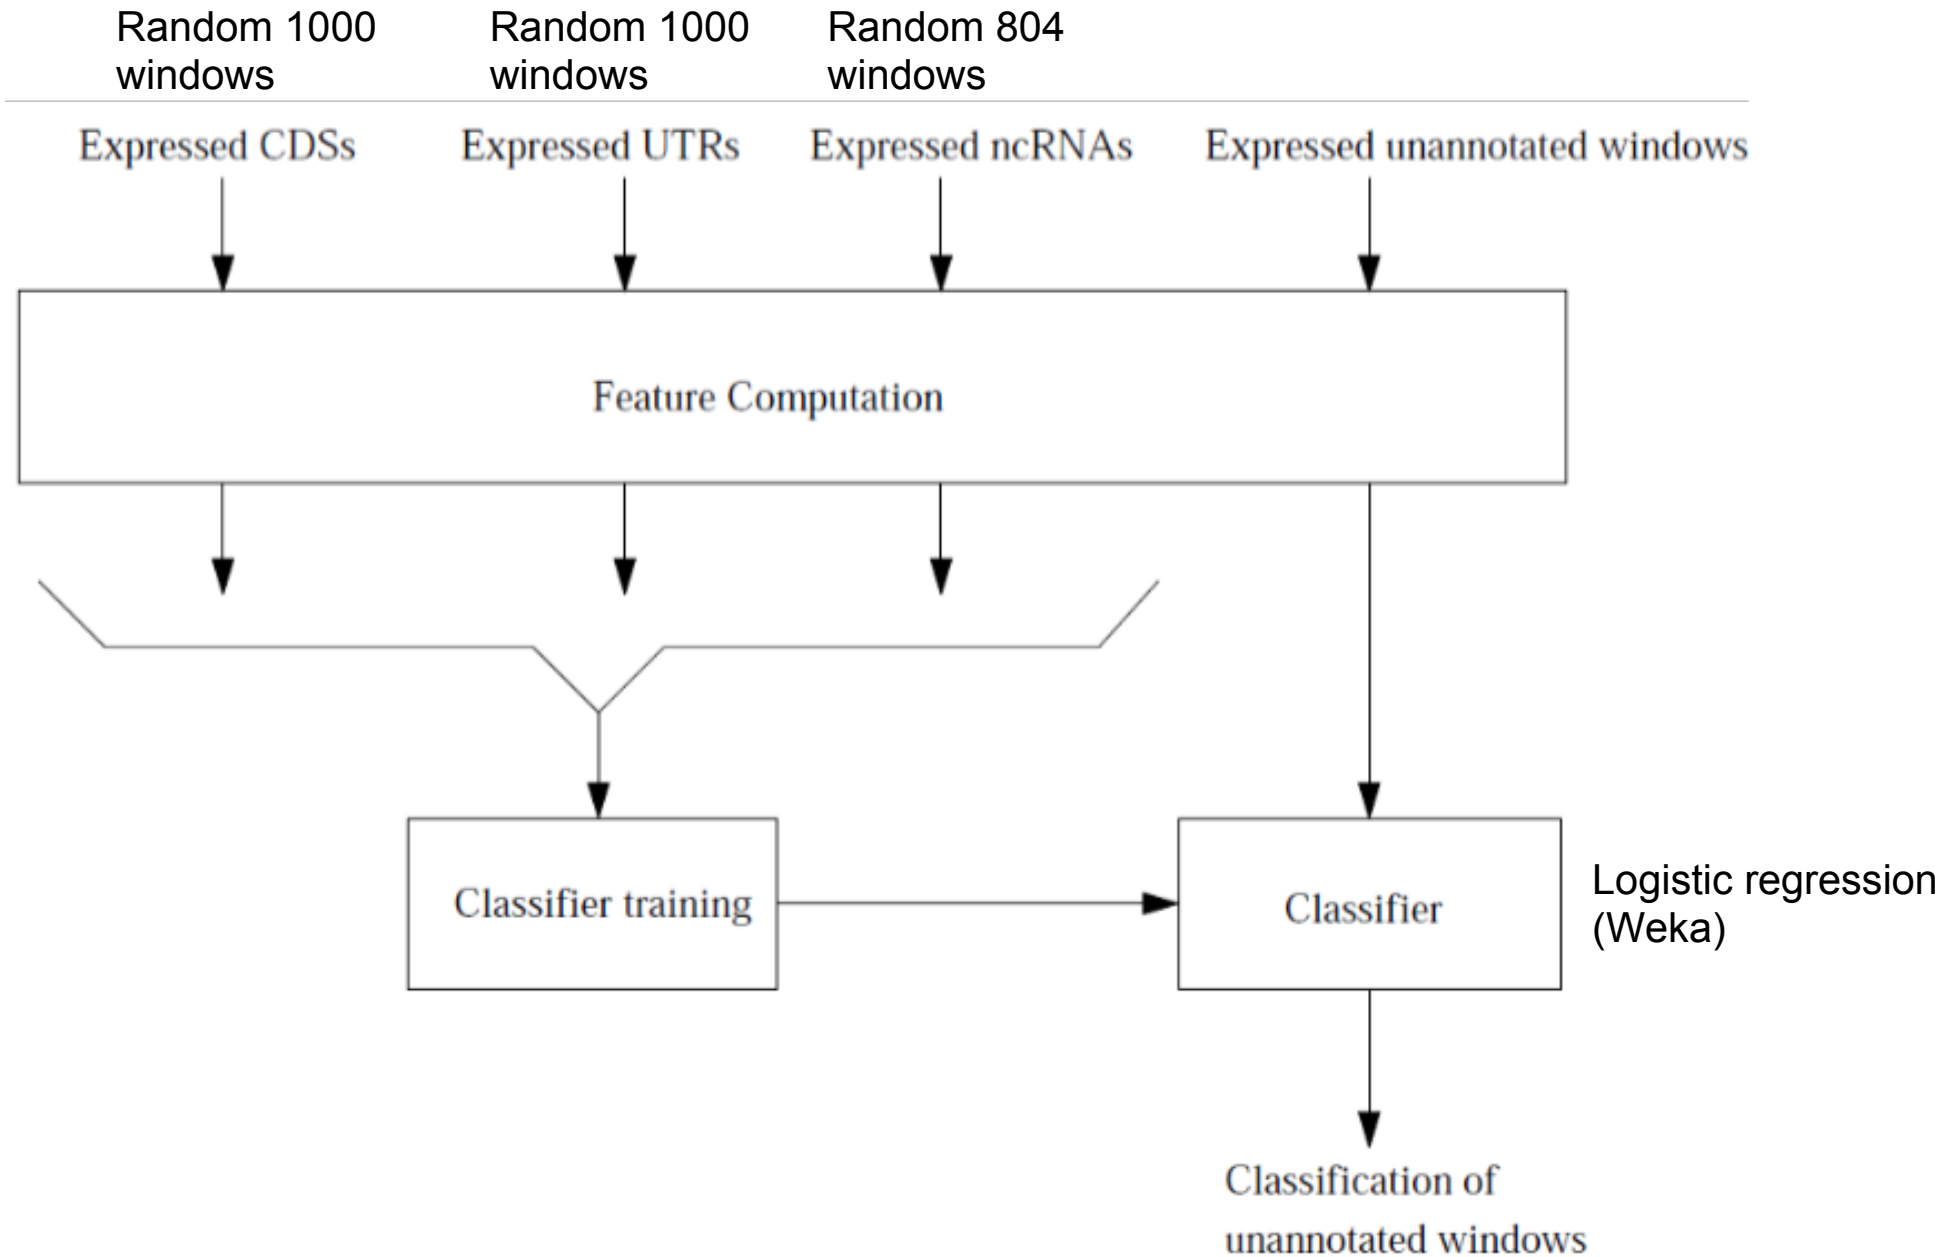 Random 1000
windows
Random 1000
windows
Random 804
windows
Expressed CDSs
Expressed UTRs
Expressed ncRNAs
Expressed unannotated windows
Feature Computation
Classifier training
Classifier
Logistic regression
(Weka)
Classification of
unannotated windows